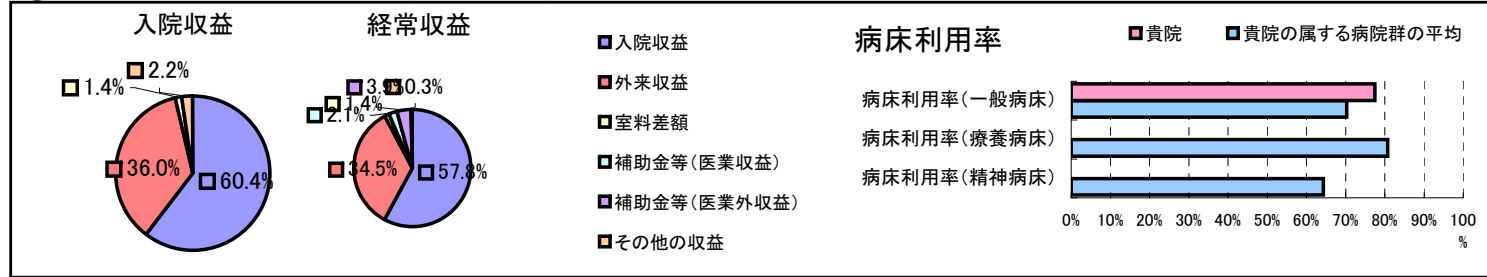 入院収益
1.4%
2.2%
36.0%
60.4%
経常収益
3.9%
0.3%
1.4%
2.1%
34.5%
57.8%
入院収益
外来収益
室料差額
補助金等(医業収益)
補助金等(医業外収益)
その他の収益
病床利用率
貴院
貴院の属する病院群の平均
病床利用率(一般病床)
病床利用率(療養病床)
病床利用率(精神病床)
0% 10% 20% 30% 40% 50% 60% 70% 80% 90% 100
%